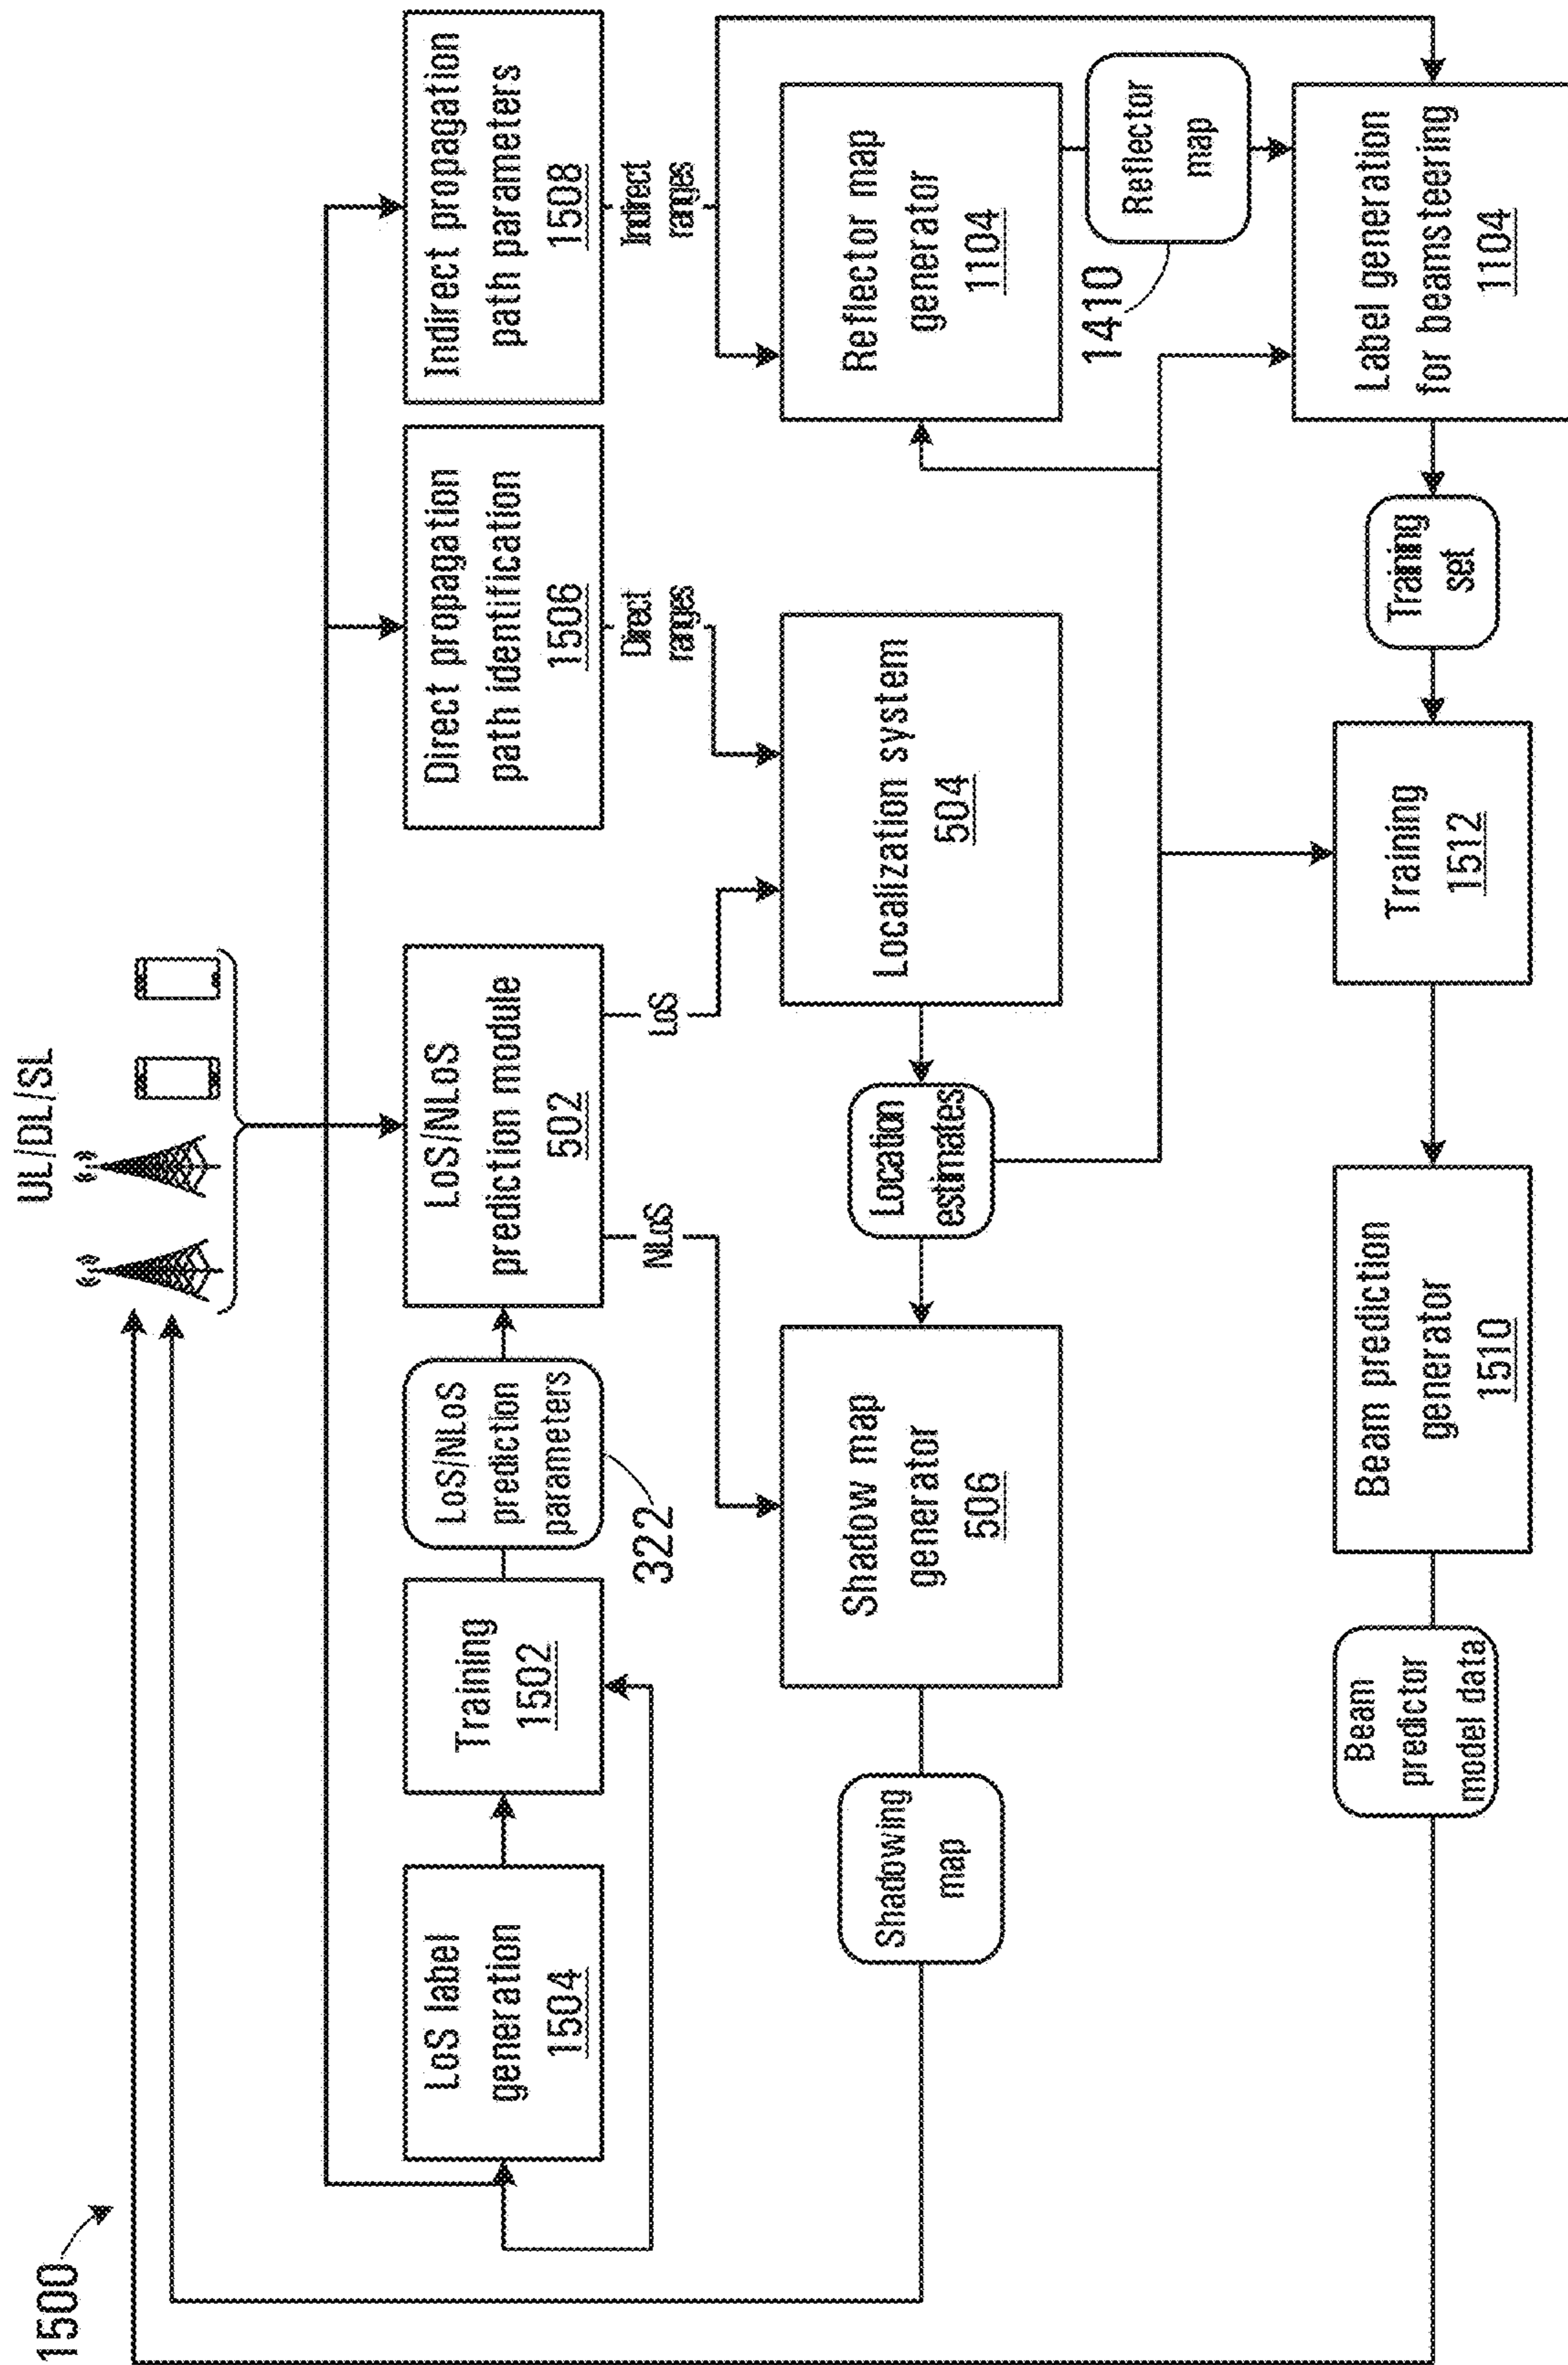 1500
UL/DL/SL
LoS label
generation
1504
Training
1502
LoS/NLoS
prediction
parameters
322
LoS/NLoS
prediction module
502
Direct propagation
path identification
1506
Indirect propagation
path parameters
1508
NLoS
LoS
Direct
ranges
Indirect
ranges
Shadowing
map
Shadow map
generator
506
Location
estimates
Localization system
504
Reflector map
generator
1104
Reflector
map
1410
Beam
predictor
model data
Beam prediction
generator
1510
Training
1512
Training
set
Label generation
for beamsteering
1104